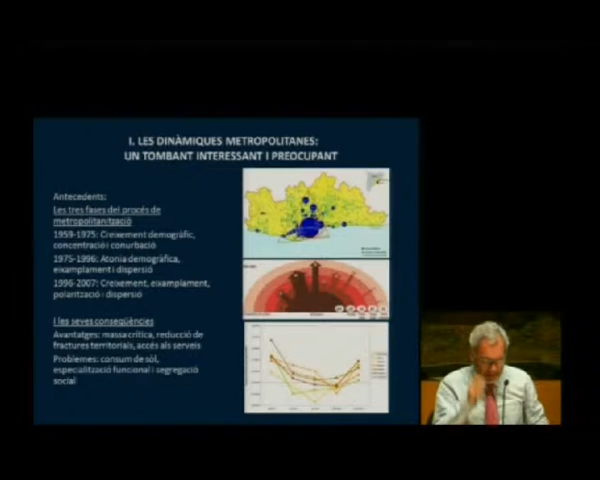 I. LES DINÀMIQUES METROPOLITANES:
UN TOMBANT INTERESSANT I PREOCUPANT
Antecedents:
Les tres fases del procés de
metropolitanització
1959-1975: Creixement demogràfic,
concentració i conurbació
1975-1996: Atonia demogràfica,
eixamplament i dispersió
1996-2007: Creixement, eixamplament,
polarització i dispersió
I les seves conseqüències
Avantatges: massa crítica, reducció de
fractures territorials, accés als serveis
Problemes: consum de sòl,
especialització funcional i segregació
social